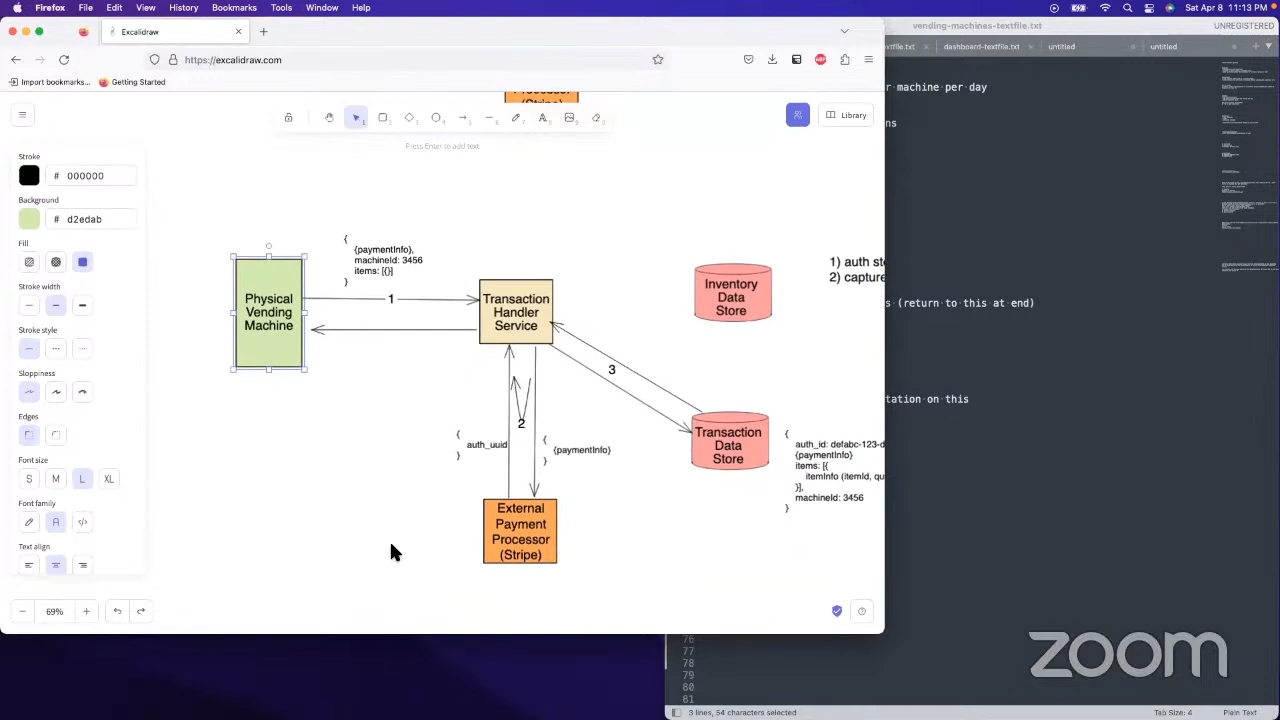 Firefox File Edit View History Bookmarks Tools Window Help Sat Apr 8 11:13 PM
Excalidraw
vending-machines-textfile.txt UNREGISTERED
https://excalidraw.com
extfile.txt dashboard-textfile.txt untitled untitled
Import bookmarks... Getting Started
Processor
(Stripe)
Library
Press Enter to add text
r machine per day
ns
s (return to this at end)
tation on this
Stroke
# 000000
Background
# d2edab
Fill
Stroke width
Stroke style
Sloppiness
Edges
Font size
S M L XL
Font family
Text align
69%
{
{paymentInfo},
machineId: 3456
items: [{}]
}
1
Physical
Vending
Machine
Transaction
Handler
Service
Inventory
Data
Store
1) auth st
2) capture
3
2
{
auth_uuid
}
{
{paymentInfo}
}
Transaction
Data
Store
{
auth_id: defabc-123-d
{paymentInfo}
items: [{
itemInfo (itemId, qu
}],
machineId: 3456
}
External
Payment
Processor
(Stripe)
76
77
78
79
80
81
zoom
3 lines, 54 characters selected Tab Size: 4 Plain Text